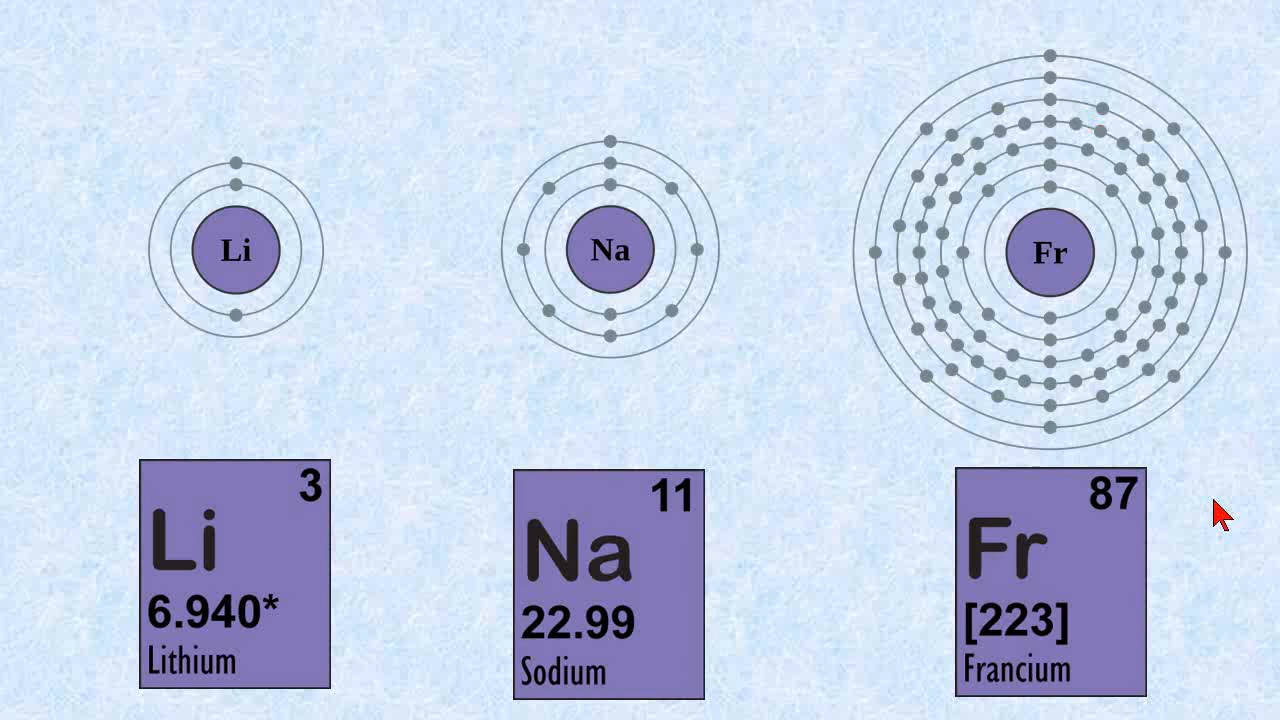 Li
Na
Fr
3
Li
6.940*
Lithium
11
Na
22.99
Sodium
87
Fr
[223]
Francium